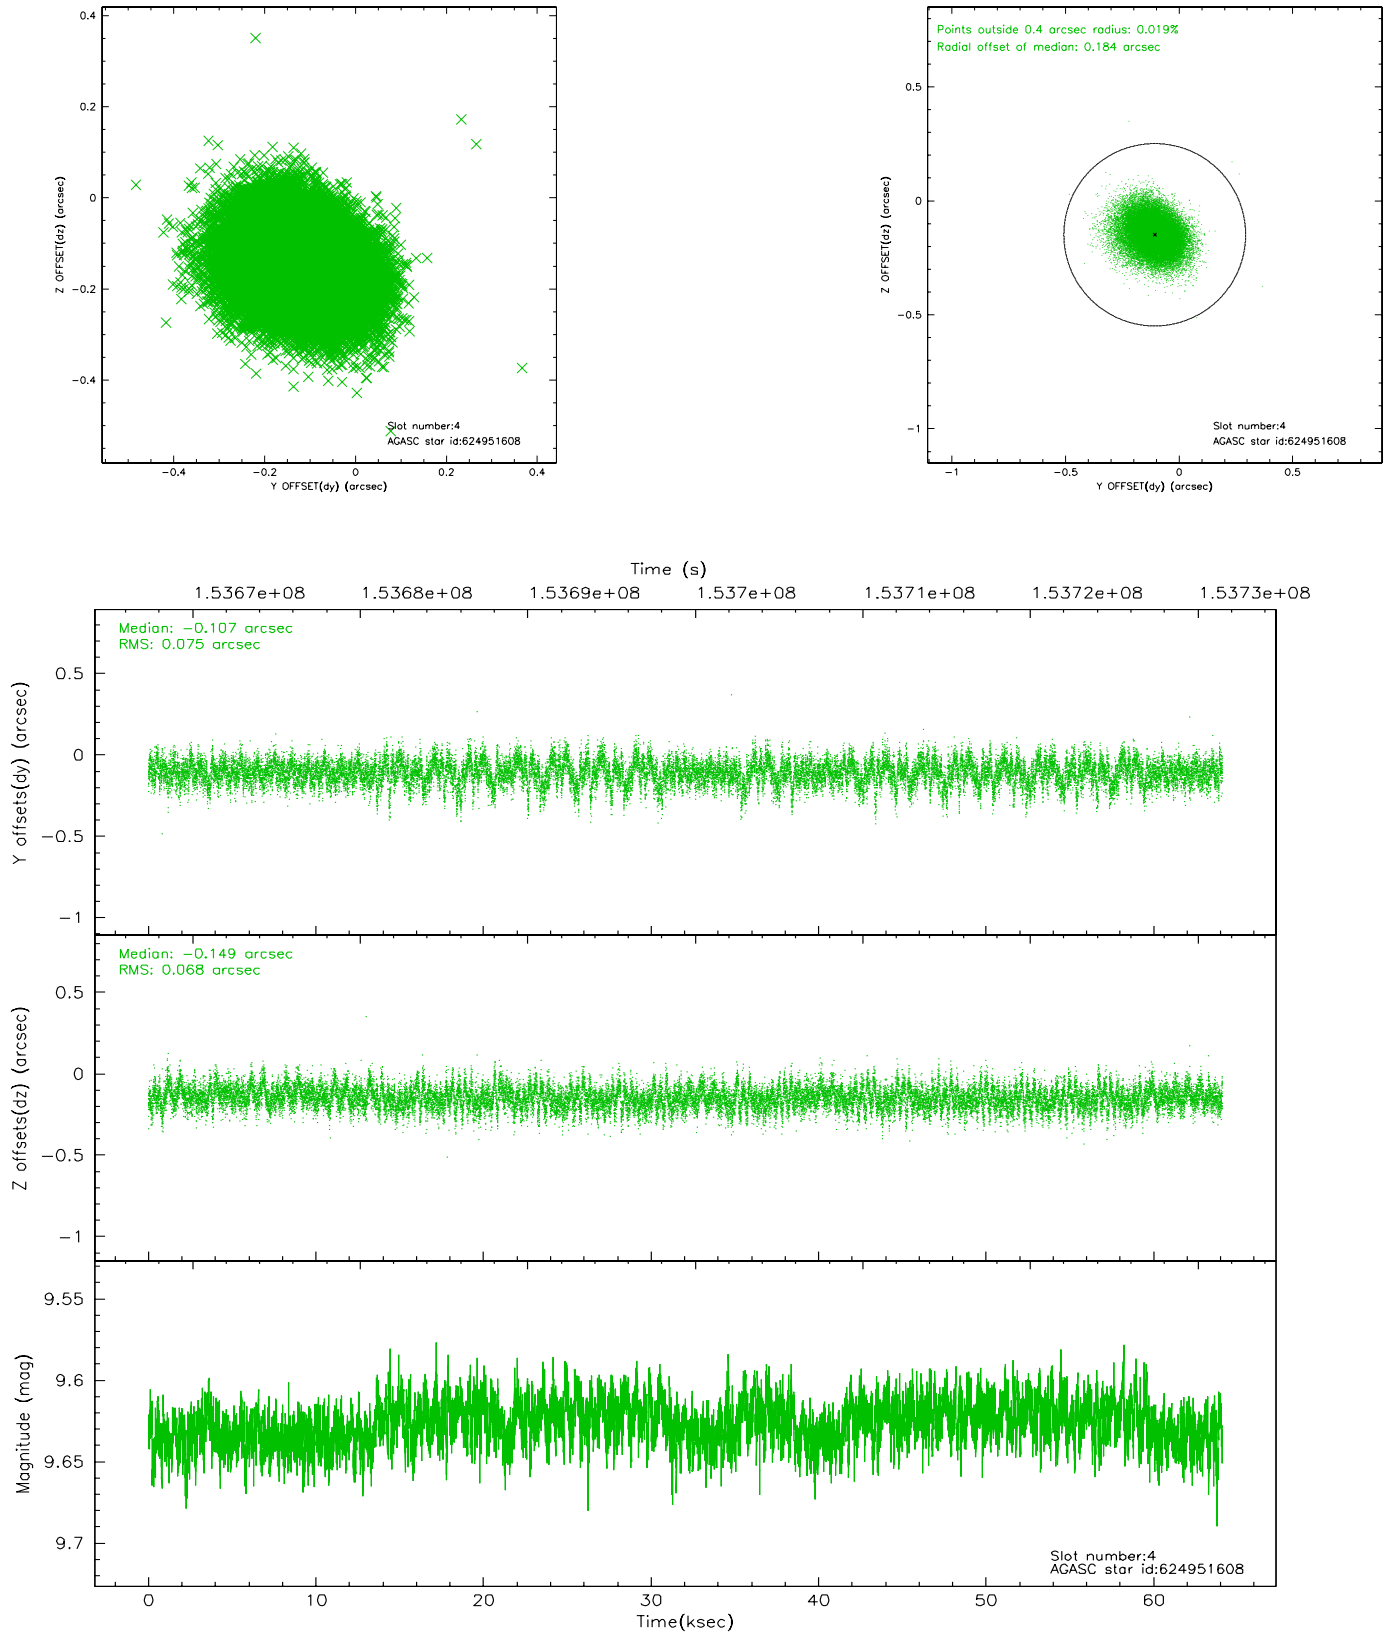 0.4
0.2
0
−0.2
−0.4
Z OFFSET(dz) (arcsec)
−0.4 −0.2 0 0.2 0.4
Y OFFSET(dy) (arcsec)
Slot number:4
AGASC star id:624951608
Points outside 0.4 arcsec radius: 0.019%
Radial offset of median: 0.184 arcsec
0.5
0
−0.5
−1
Z OFFSET(dz) (arcsec)
−1 −0.5 0 0.5
Y OFFSET(dy) (arcsec)
Slot number:4
AGASC star id:624951608
Time (s)
1.5367e+08 1.5368e+08 1.5369e+08 1.537e+08 1.5371e+08 1.5372e+08 1.5373e+08
Median: −0.107 arcsec
RMS: 0.075 arcsec
0.5
0
−0.5
−1
Y offsets(dy) (arcsec)
Median: −0.149 arcsec
RMS: 0.068 arcsec
0.5
0
−0.5
−1
Z offsets(dz) (arcsec)
9.55
9.6
9.65
9.7
Magnitude (mag)
Slot number:4
AGASC star id:624951608
0 10 20 30 40 50 60
Time(ksec)